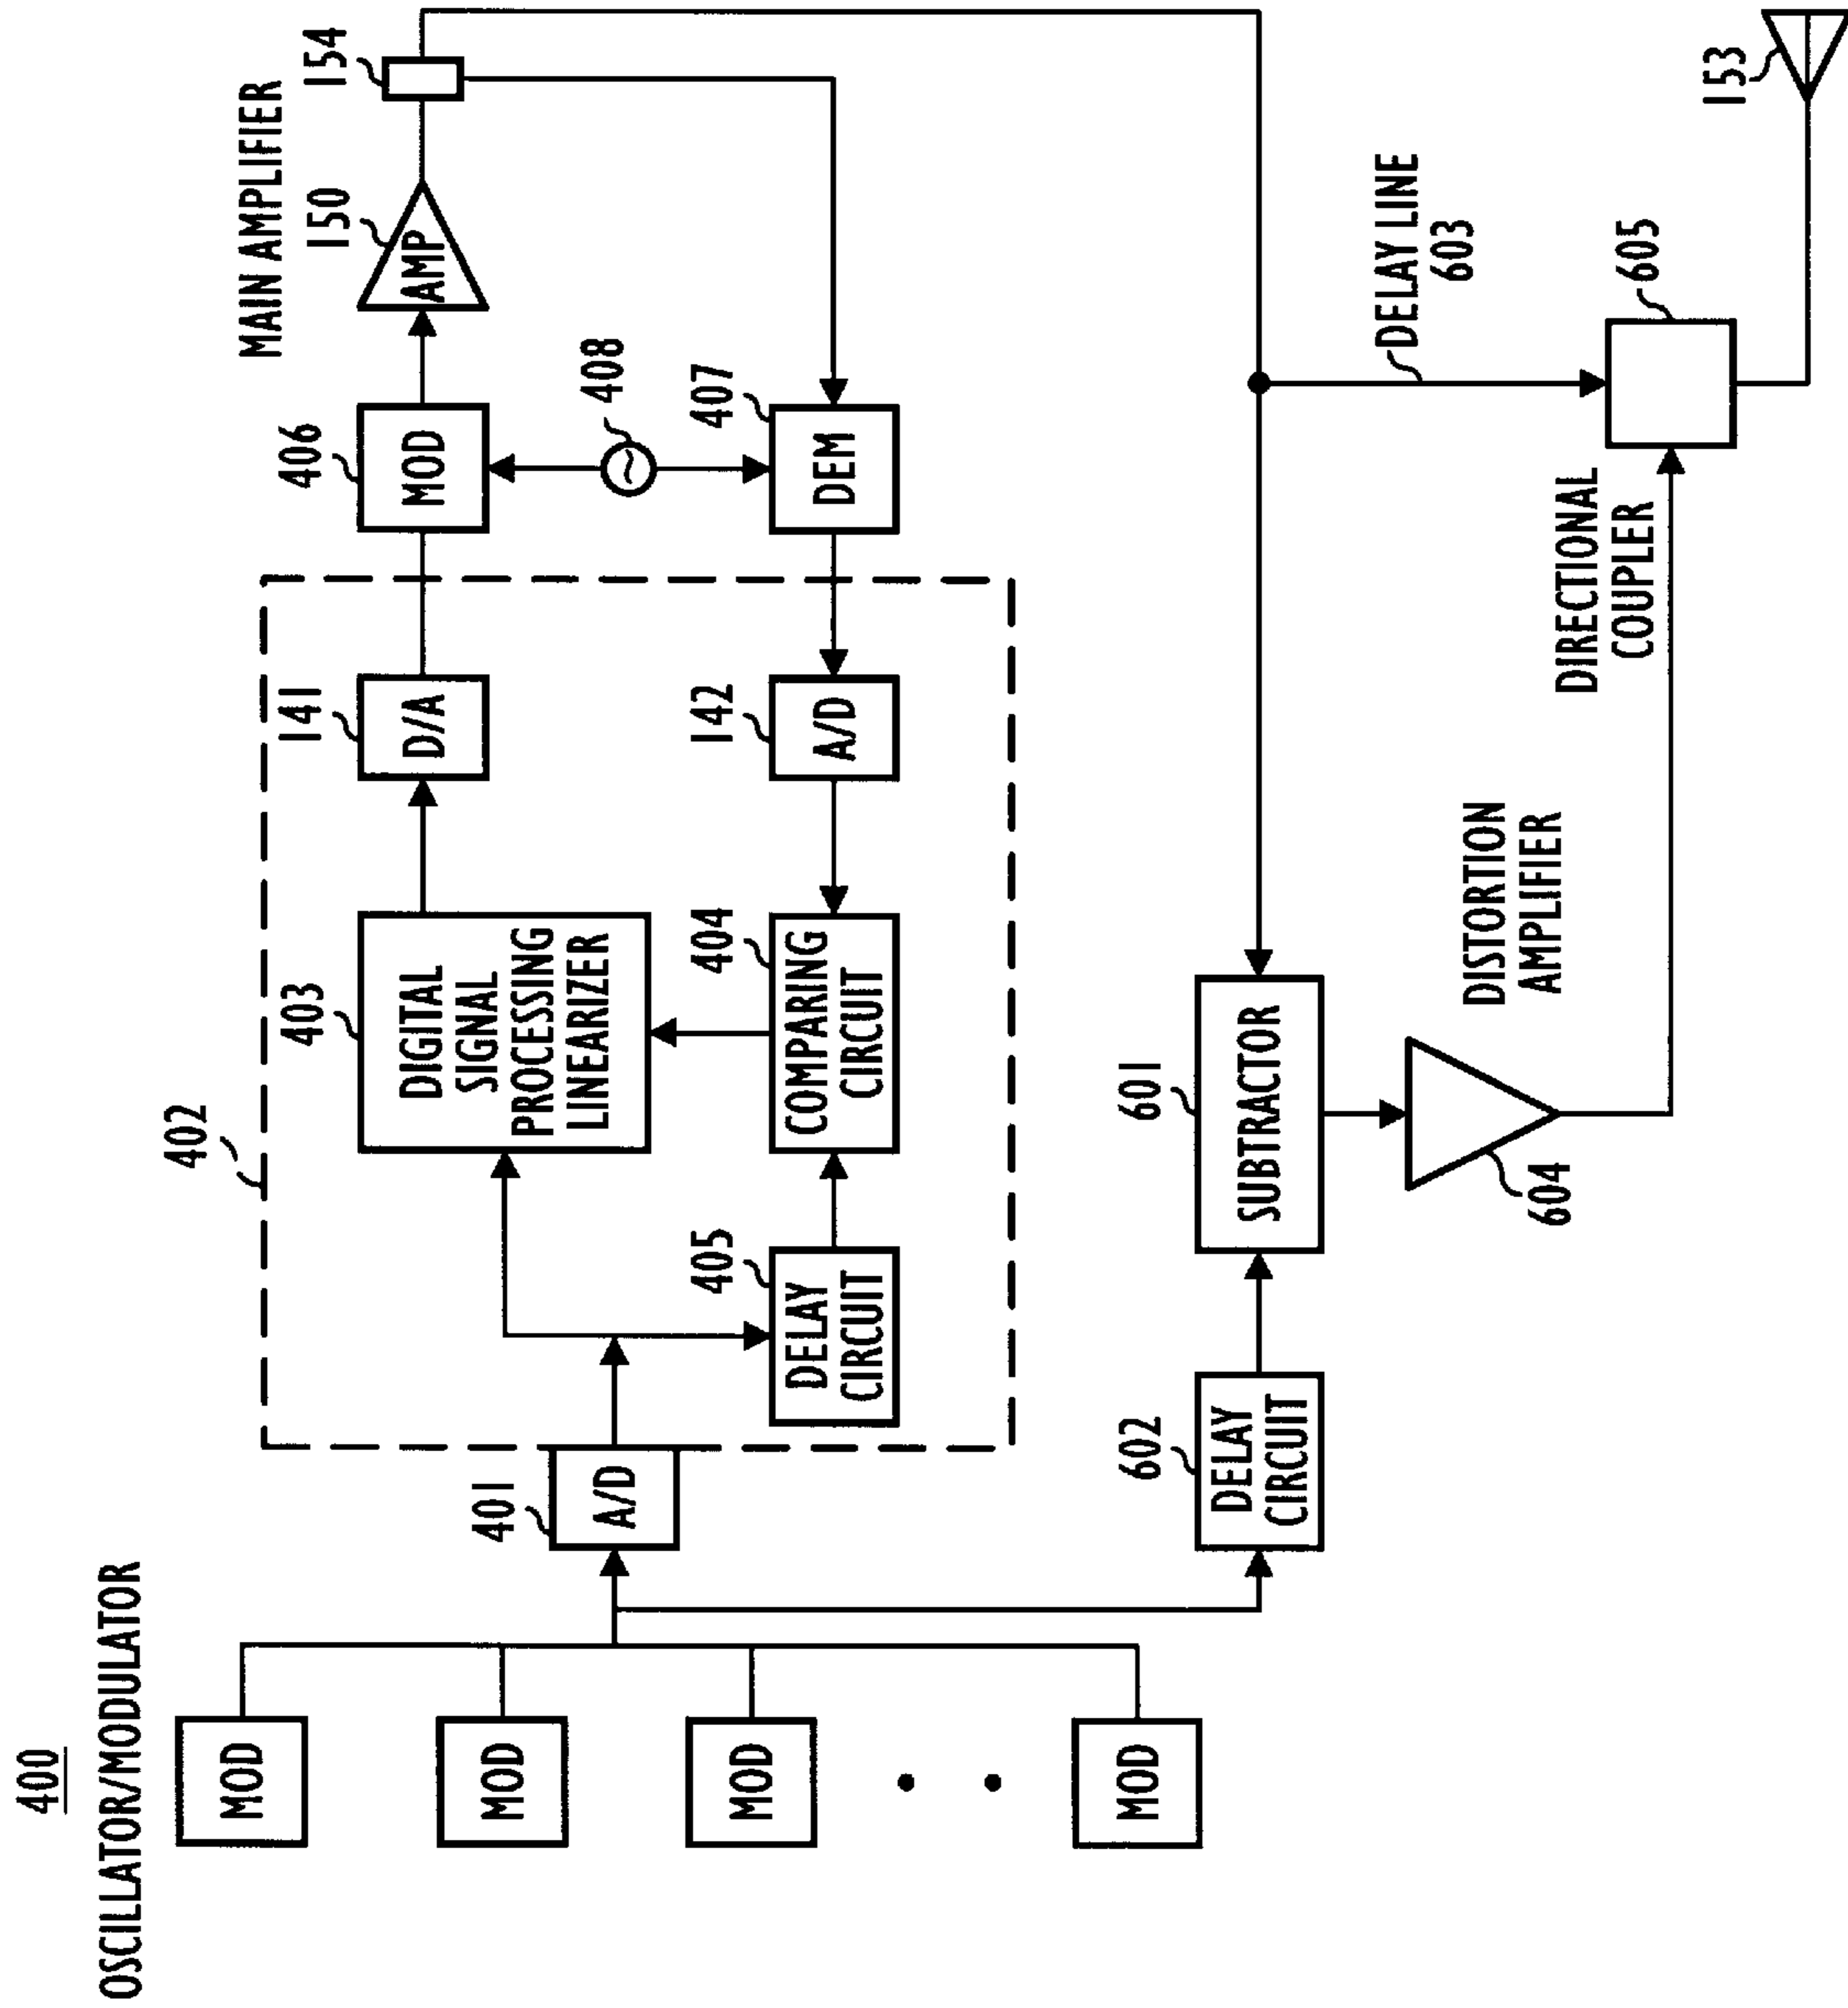 400
OSCILLATOR/MODULATOR
MOD
MOD
MOD
MOD
401
A/D
402
403
DIGITAL
SIGNAL
PROCESSING
LINEARIZER
405
DELAY
CIRCUIT
404
COMPARING
CIRCUIT
141
D/A
142
A/D
406
MOD
408
407
DEM
MAIN AMPLIFIER
150
AMP
154
602
DELAY
CIRCUIT
601
SUBTRACTOR
604
DISTORTION
AMPLIFIER
DIRECTIONAL
COUPLER
605
DELAY LINE
603
153